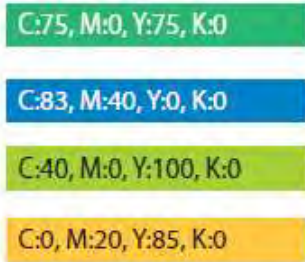 C:75, M:0, Y:75, K:0
C:83, M:40, Y:0, K:0
C:40, M:0, Y:100, K:0
C:0, M:20, Y:85, K:0